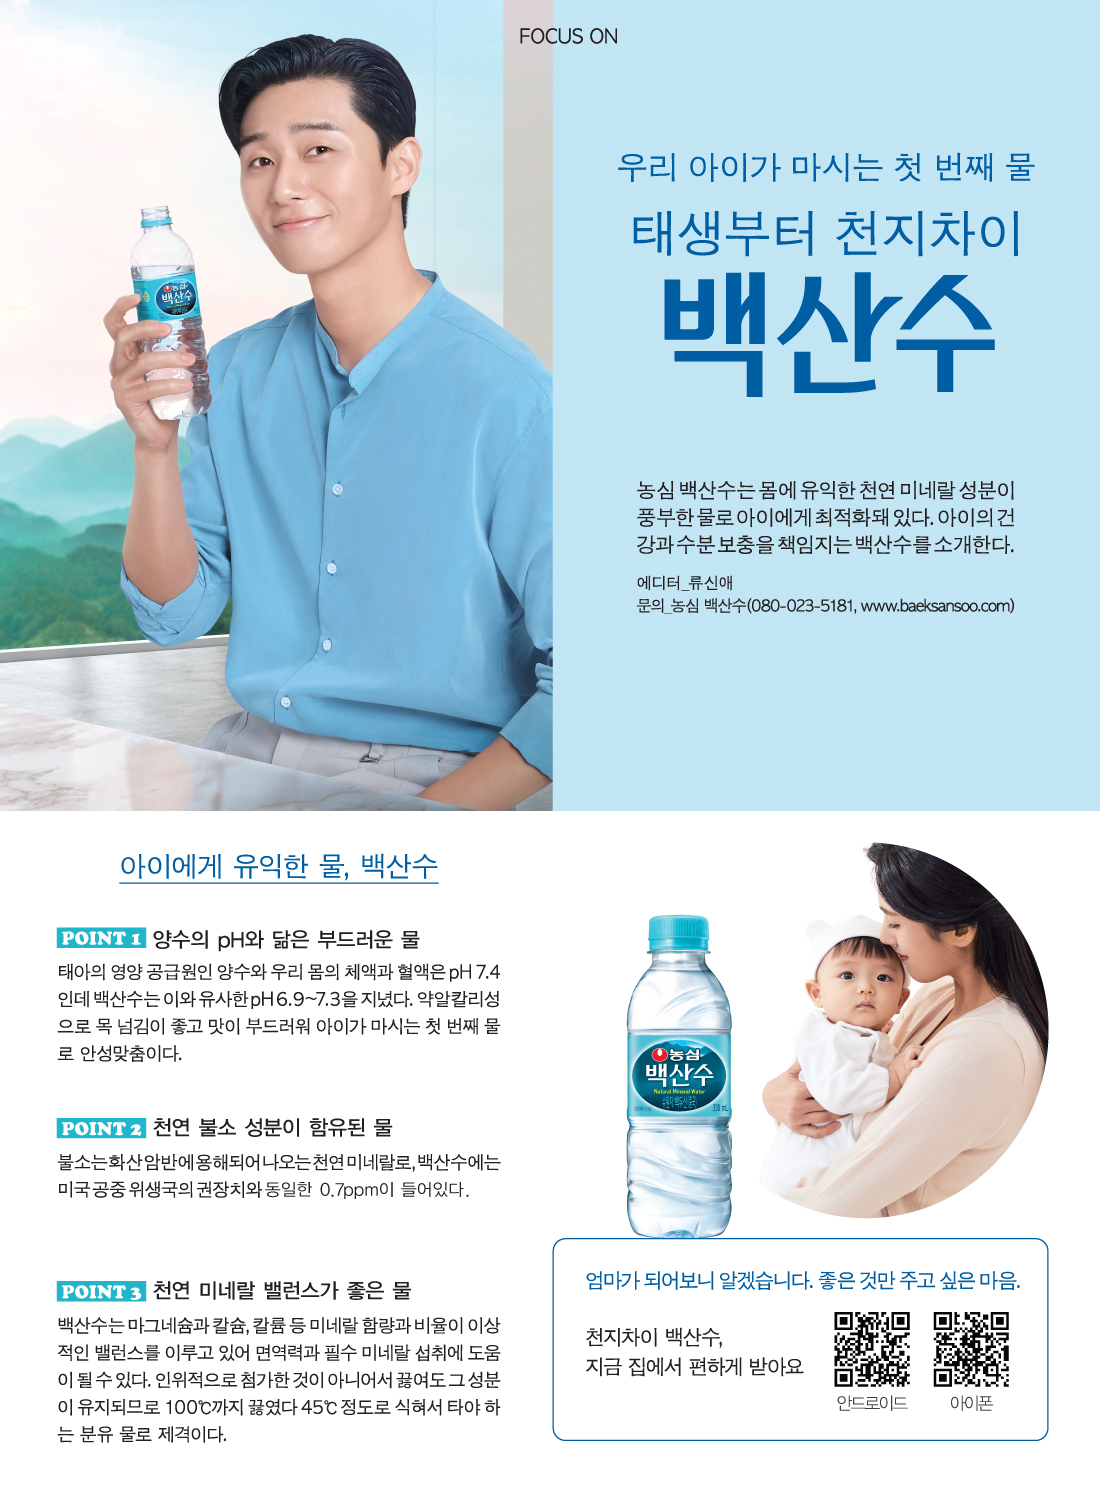 FOCUS ON
우리 아이가 마시는 첫 번째 물
태생부터 천지차이
백산수
농심 백산수는 몸에 유익한 천연 미네랄 성분이
풍부한 물로 아이에게 최적화돼 있다. 아이의 건
강과 수분 보충을 책임지는 백산수를 소개한다.
에디터_류신애
문의_농심 백산수(080-023-5181, www.baeksansoo.com)
농심
백산수
아이에게 유익한 물, 백산수
POINT 1 양수의 pH와 닮은 부드러운 물
태아의 영양 공급원인 양수와 우리 몸의 체액과 혈액은 pH 7.4
인데 백산수는 이와 유사한 pH 6.9~7.3을 지녔다. 약알칼리성
으로 목 넘김이 좋고 맛이 부드러워 아이가 마시는 첫 번째 물
로 안성맞춤이다.
POINT 2 천연 불소 성분이 함유된 물
불소는 화산암반에 용해되어 나오는 천연 미네랄로, 백산수에는
미국 공중 위생국의 권장치와 동일한 0.7ppm이 들어있다.
POINT 3 천연 미네랄 밸런스가 좋은 물
백산수는 마그네슘과 칼슘, 칼륨 등 미네랄 함량과 비율이 이상
적인 밸런스를 이루고 있어 면역력과 필수 미네랄 섭취에 도움
이 될 수 있다. 인위적으로 첨가한 것이 아니어서 끓여도 그 성분
이 유지되므로 100℃까지 끓였다 45℃ 정도로 식혀서 타야 하
는 분유 물로 제격이다.
농심
백산수
Natural Mineral Water
수원지·백두산(중국)
330 mL
엄마가 되어보니 알겠습니다. 좋은 것만 주고 싶은 마음.
천지차이 백산수,
지금 집에서 편하게 받아요
안드로이드
아이폰